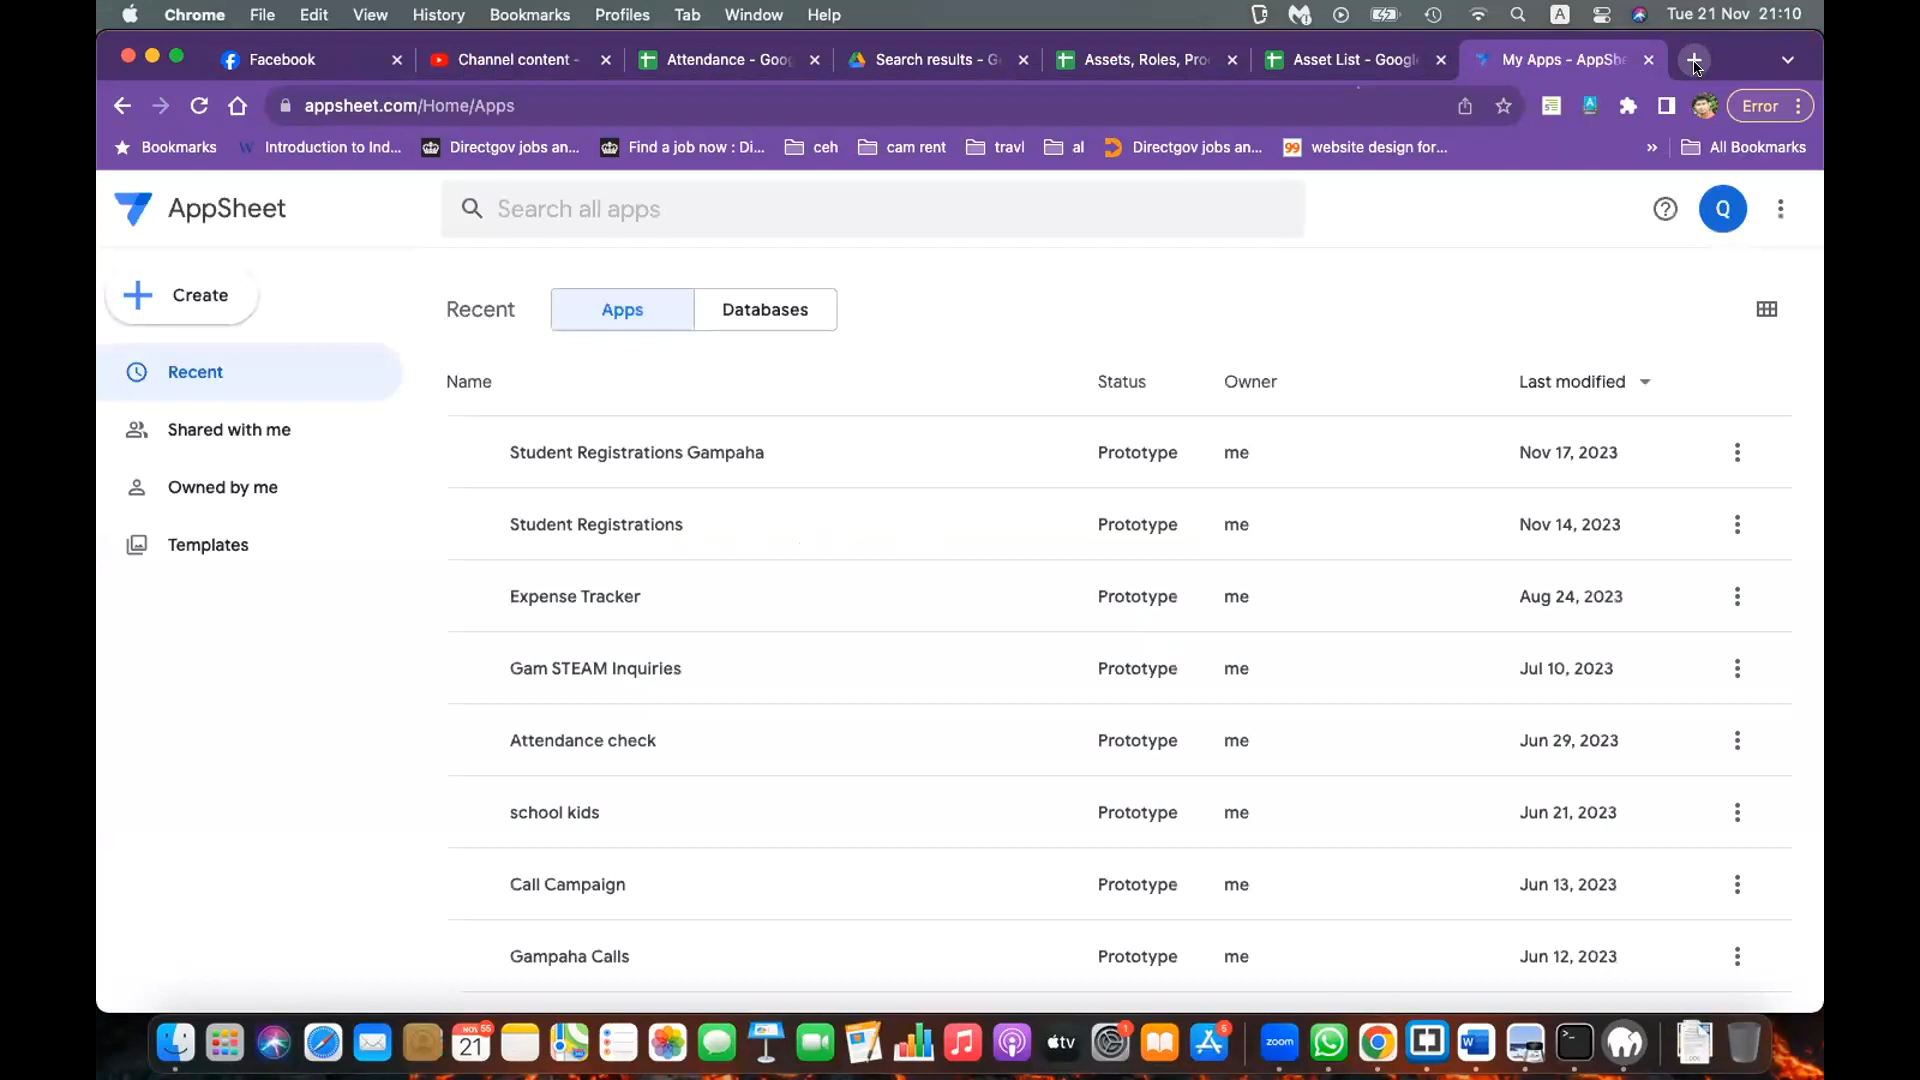 Chrome File Edit View History Bookmarks Profiles Tab Window Help A Tue 21 Nov 21:10
Facebook Channel content - Attendance - Goog Search results - G Assets, Roles, Pro Asset List - Google My Apps - AppShe
appsheet.com/Home/Apps Error
Bookmarks W Introduction to Ind... Directgov jobs an... Find a job now : Di... ceh cam rent travl al Directgov jobs an... 99 website design for... » All Bookmarks
AppSheet Search all apps Q
Create
Recent Apps Databases
Recent
Shared with me
Owned by me
Templates
Name Status Owner Last modified
Student Registrations Gampaha Prototype me Nov 17, 2023
Student Registrations Prototype me Nov 14, 2023
Expense Tracker Prototype me Aug 24, 2023
Gam STEAM Inquiries Prototype me Jul 10, 2023
Attendance check Prototype me Jun 29, 2023
school kids Prototype me Jun 21, 2023
Call Campaign Prototype me Jun 13, 2023
Gampaha Calls Prototype me Jun 12, 2023
NOV 21 tv 1 5 zoom W